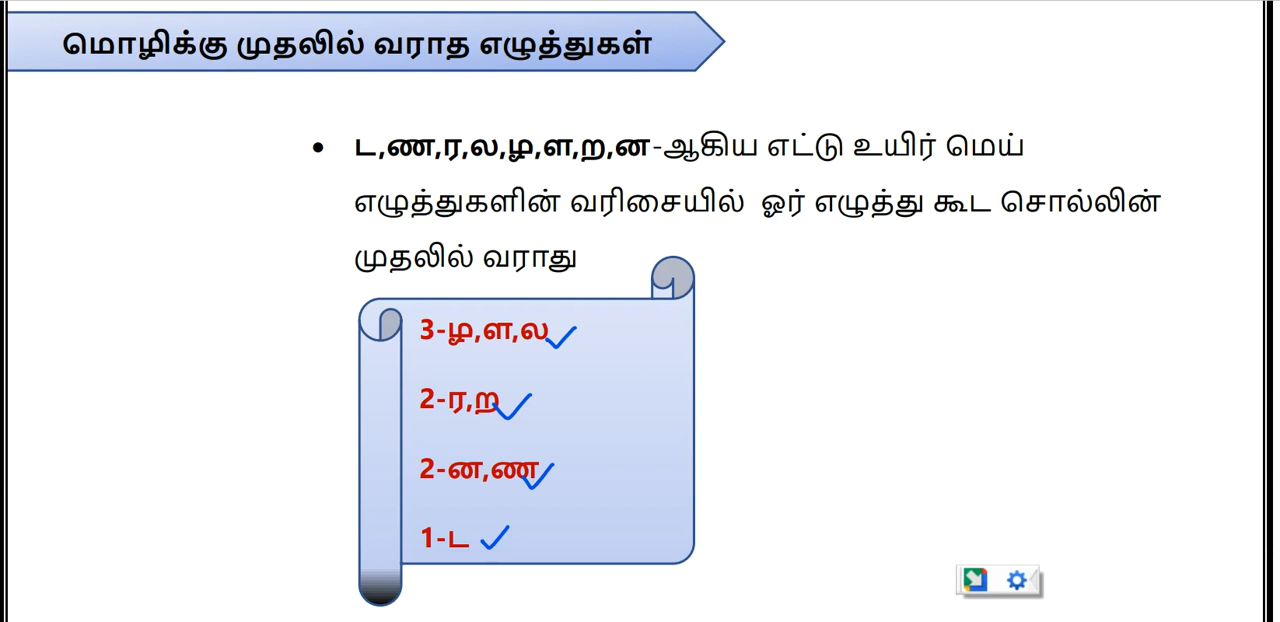 மொழிக்கு முதலில் வராத எழுத்துகள்
• ட,ண,ர,ல,ழ,ள,ற,ன-ஆகிய எட்டு உயிர் மெய்
எழுத்துகளின் வரிசையில் ஓர் எழுத்து கூட சொல்லின்
முதலில் வராது
3-ழ,ள,ல
2-ர,ற
2-ன,ண
1-ட